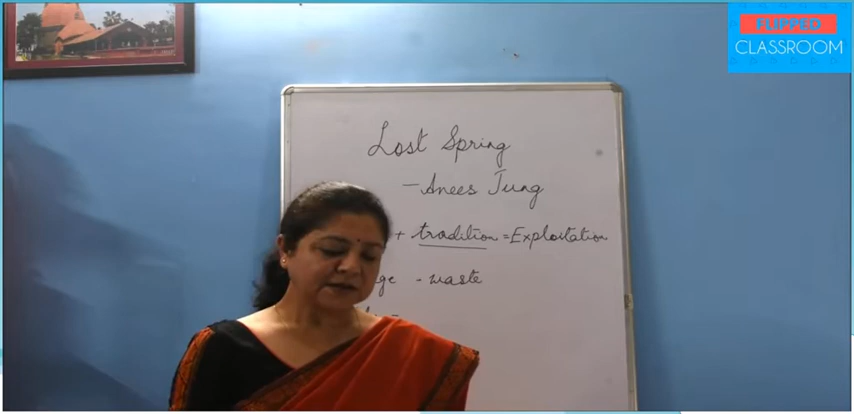 FLIPPED
CLASSROOM
Lost Spring
- Anees Jung
+ tradition = Exploitation
ge - waste